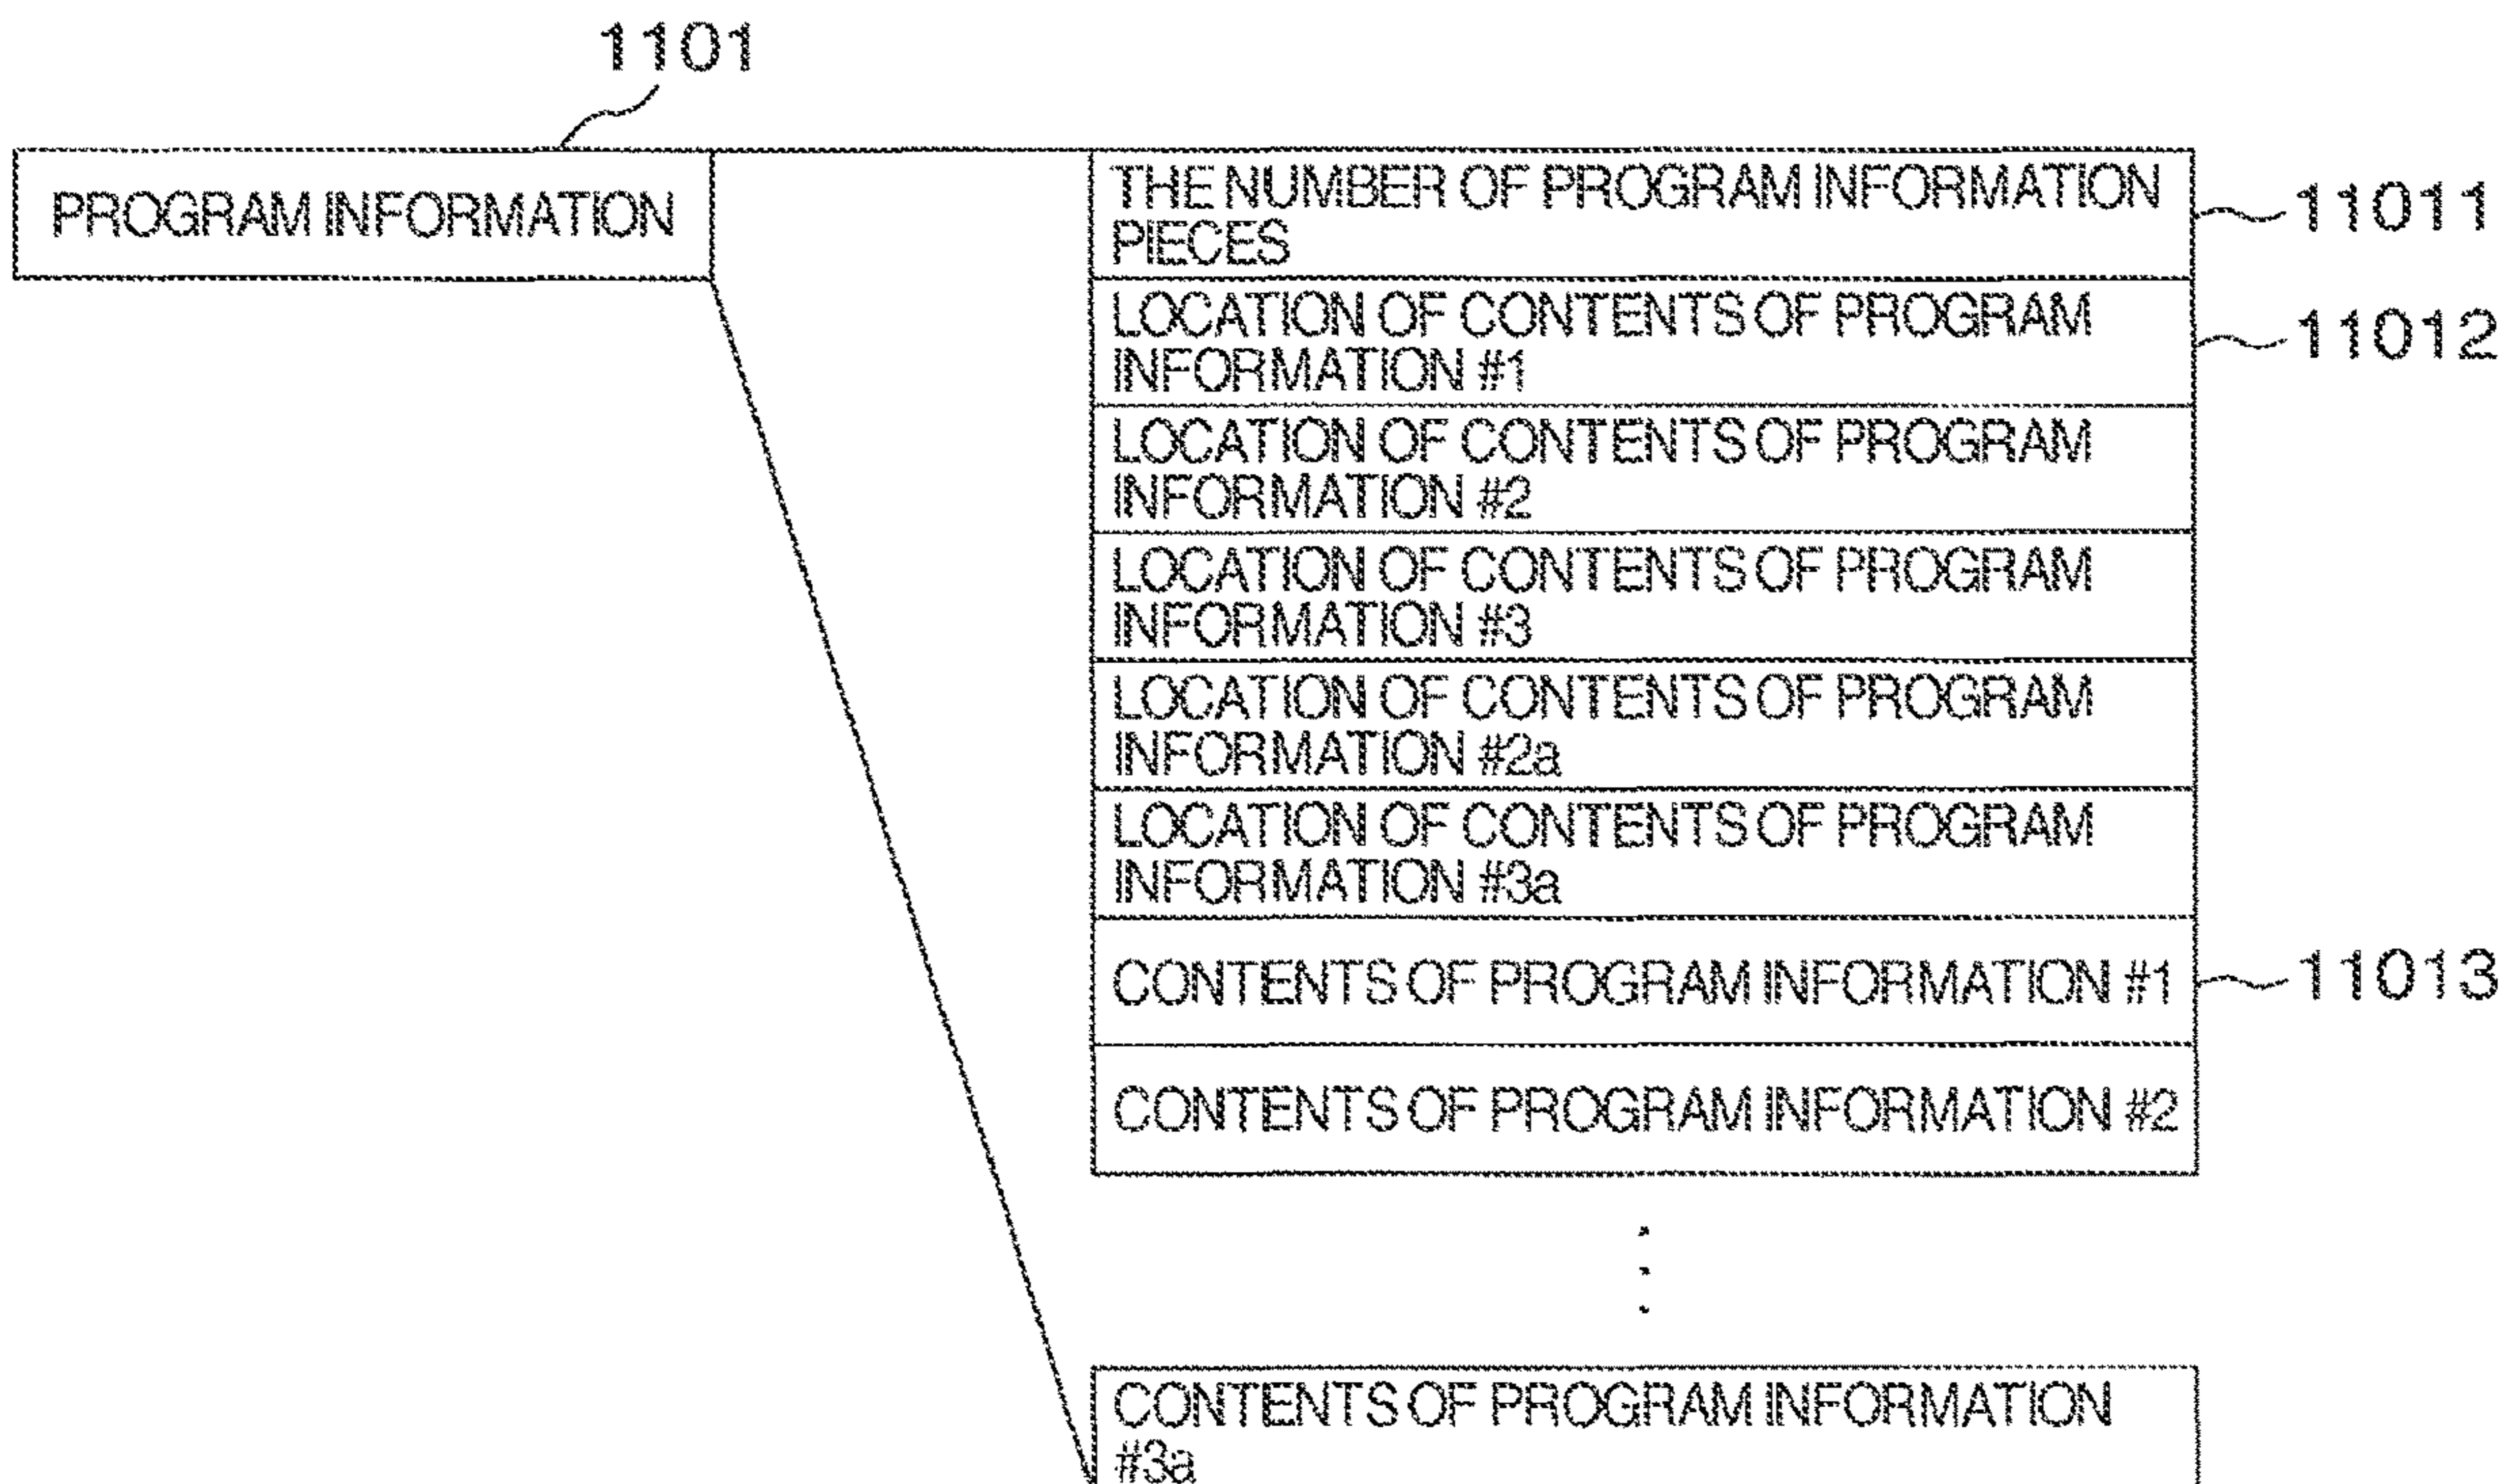 1101
PROGRAM INFORMATION
THE NUMBER OF PROGRAM INFORMATION
PIECES
11011
LOCATION OF CONTENTS OF PROGRAM
INFORMATION #1
11012
LOCATION OF CONTENTS OF PROGRAM
INFORMATION #2
LOCATION OF CONTENTS OF PROGRAM
INFORMATION #3
LOCATION OF CONTENTS OF PROGRAM
INFORMATION #2a
LOCATION OF CONTENTS OF PROGRAM
INFORMATION #3a
CONTENTS OF PROGRAM INFORMATION #1
11013
CONTENTS OF PROGRAM INFORMATION #2
CONTENTS OF PROGRAM INFORMATION
#3a